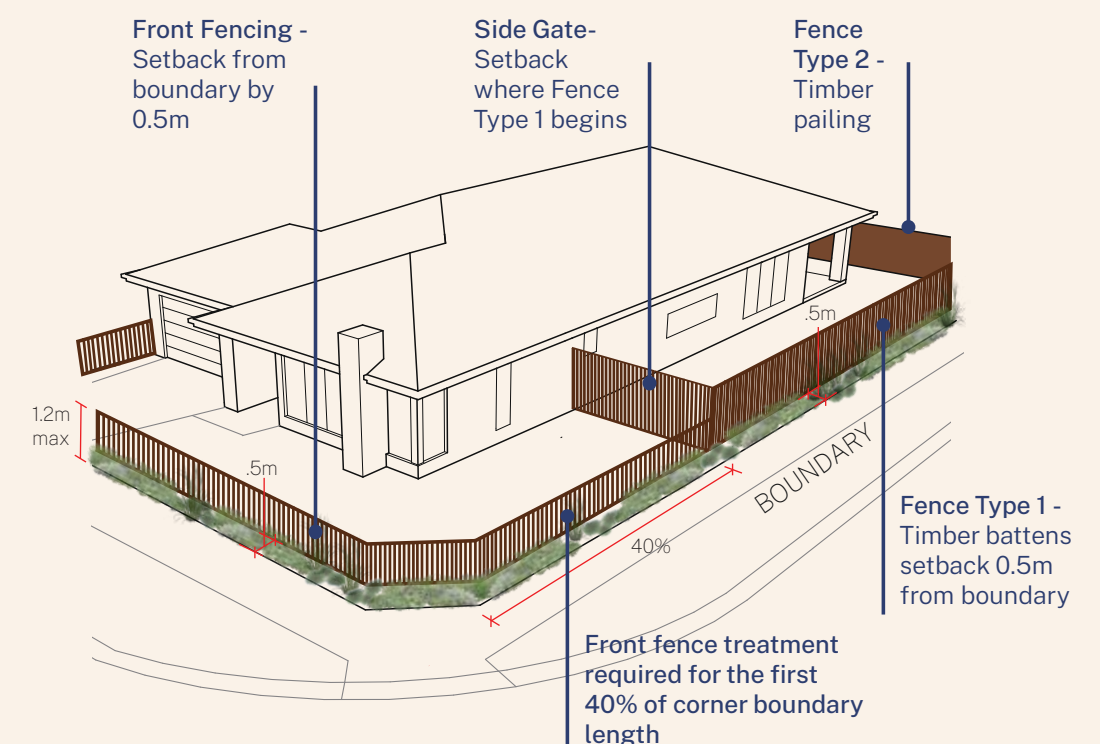 Front Fencing -
Setback from
boundary by
0.5m
Side Gate-
Setback
where Fence
Type 1 begins
Fence
Type 2 -
Timber
pailing
.5m
1.2m
max
.5m
BOUNDARY
40%
Fence Type 1 -
Timber battens
setback 0.5m
from boundary
Front fence treatment
required for the first
40% of corner boundary
length